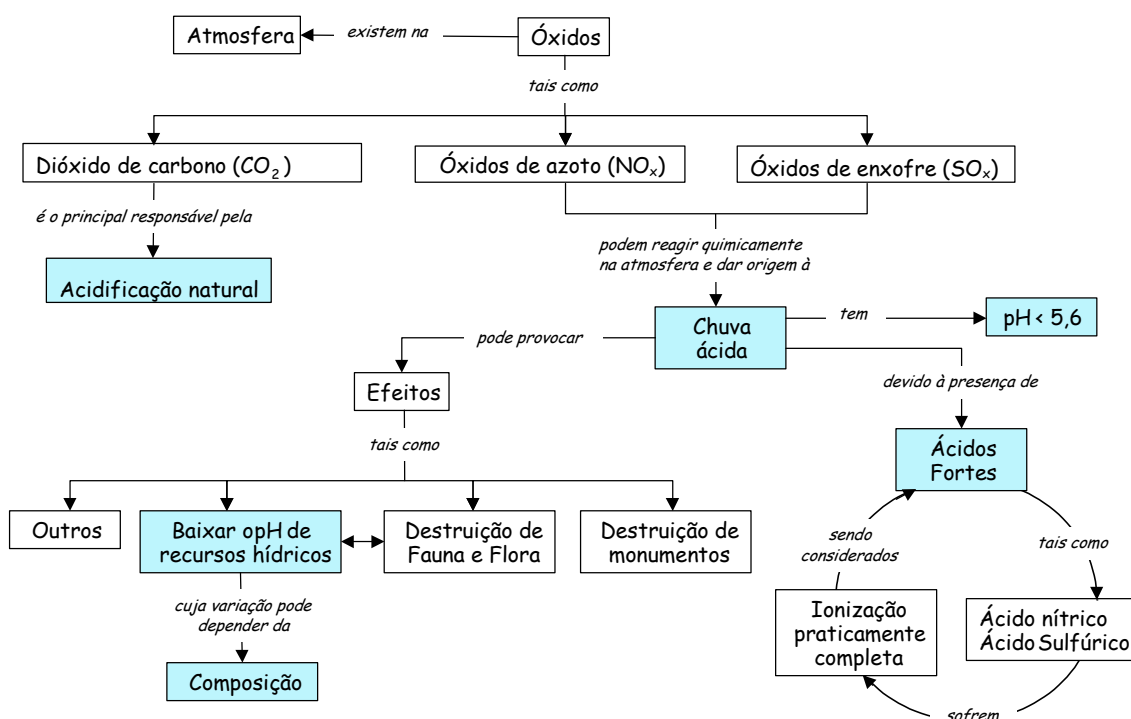 Atmosfera
existem na
Óxidos
tais como
Dióxido de carbono (CO₂)
Óxidos de azoto (NOₓ)
Óxidos de enxofre (SOₓ)
é o principal responsável pela
podem reagir quimicamente
na atmosfera e dar origem à
Acidificação natural
Chuva
ácida
tem
pH < 5,6
pode provocar
devido à presença de
Efeitos
tais como
Ácidos
Fortes
Outros
Baixar opH de
recursos hídricos
Destruição de
Fauna e Flora
Destruição de
monumentos
sendo
considerados
tais como
cuja variação pode
depender da
Ionização
praticamente
completa
Ácido nítrico
Ácido Sulfúrico
Composição
sofrem